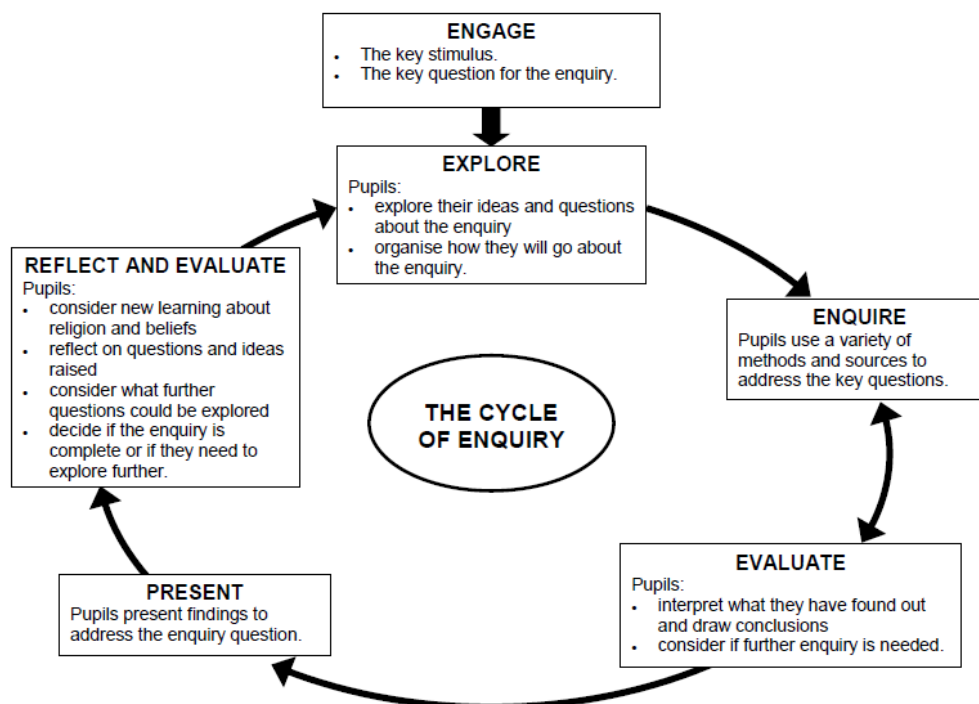 ENGAGE
• The key stimulus.
• The key question for the enquiry.
EXPLORE
Pupils:
• explore their ideas and questions
about the enquiry
• organise how they will go about
the enquiry.
ENQUIRE
Pupils use a variety of
methods and sources to
address the key questions.
EVALUATE
Pupils:
• interpret what they have found out
and draw conclusions
• consider if further enquiry is needed.
PRESENT
Pupils present findings to
address the enquiry question.
REFLECT AND EVALUATE
Pupils:
• consider new learning about
religion and beliefs
• reflect on questions and ideas
raised
• consider what further
questions could be explored
• decide if the enquiry is
complete or if they need to
explore further.
THE CYCLE
OF ENQUIRY